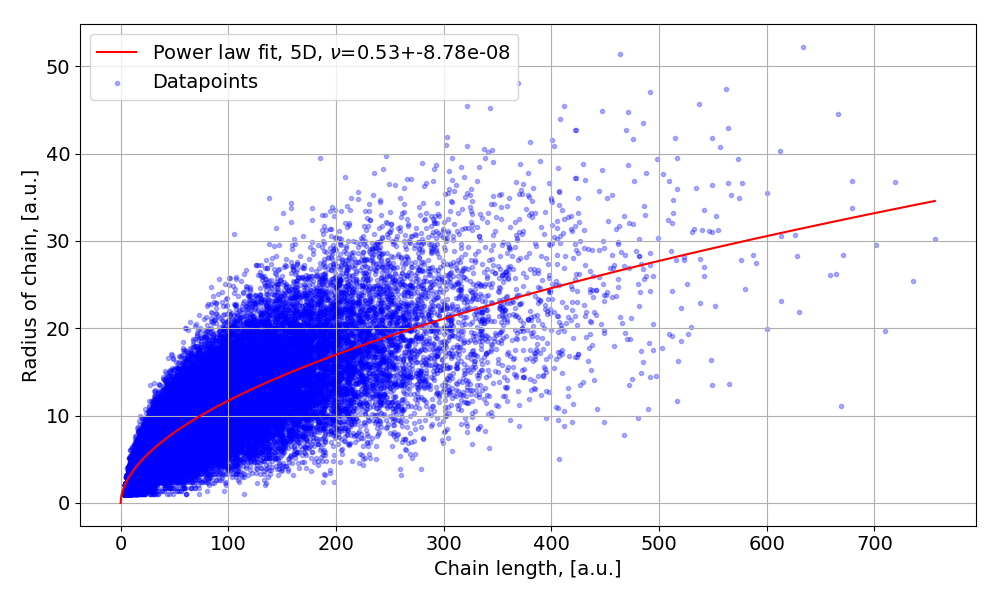 Power law fit, 5D, ν=0.53+-8.78e-08
Datapoints
50
40
30
20
10
0
Radius of chain, [a.u.]
0 100 200 300 400 500 600 700
Chain length, [a.u.]